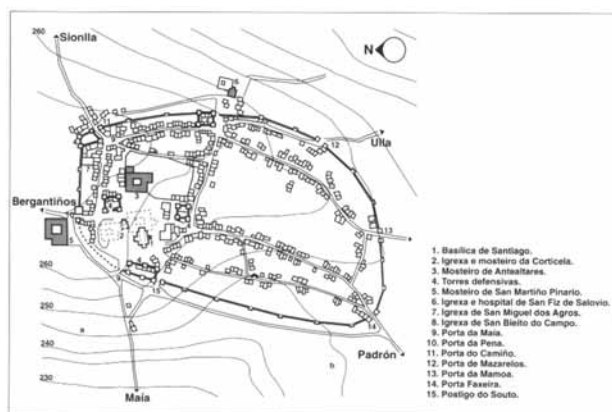 260
Sionlla
N
6
12
Ulla
3
Bergantiños
5
13
260
250
a
240
230
15
14
b
Padrón
Maía
1. Basílica de Santiago.
2. Igrexa e mosteiro da Corticela.
3. Mosteiro de Antealtares.
4. Torres defensivas.
5. Mosteiro de San Martiño Pinario.
6. Igrexa e hospital de San Fiz de Salovio.
7. Igrexa de San Miguel dos Agros.
8. Igrexa de San Bieito do Campo.
9. Porta da Maía.
10. Porta da Pena.
11. Porta do Camiño.
12. Porta de Mazarelos.
13. Porta da Mamoa.
14. Porta Faxeira.
15. Postigo do Souto.